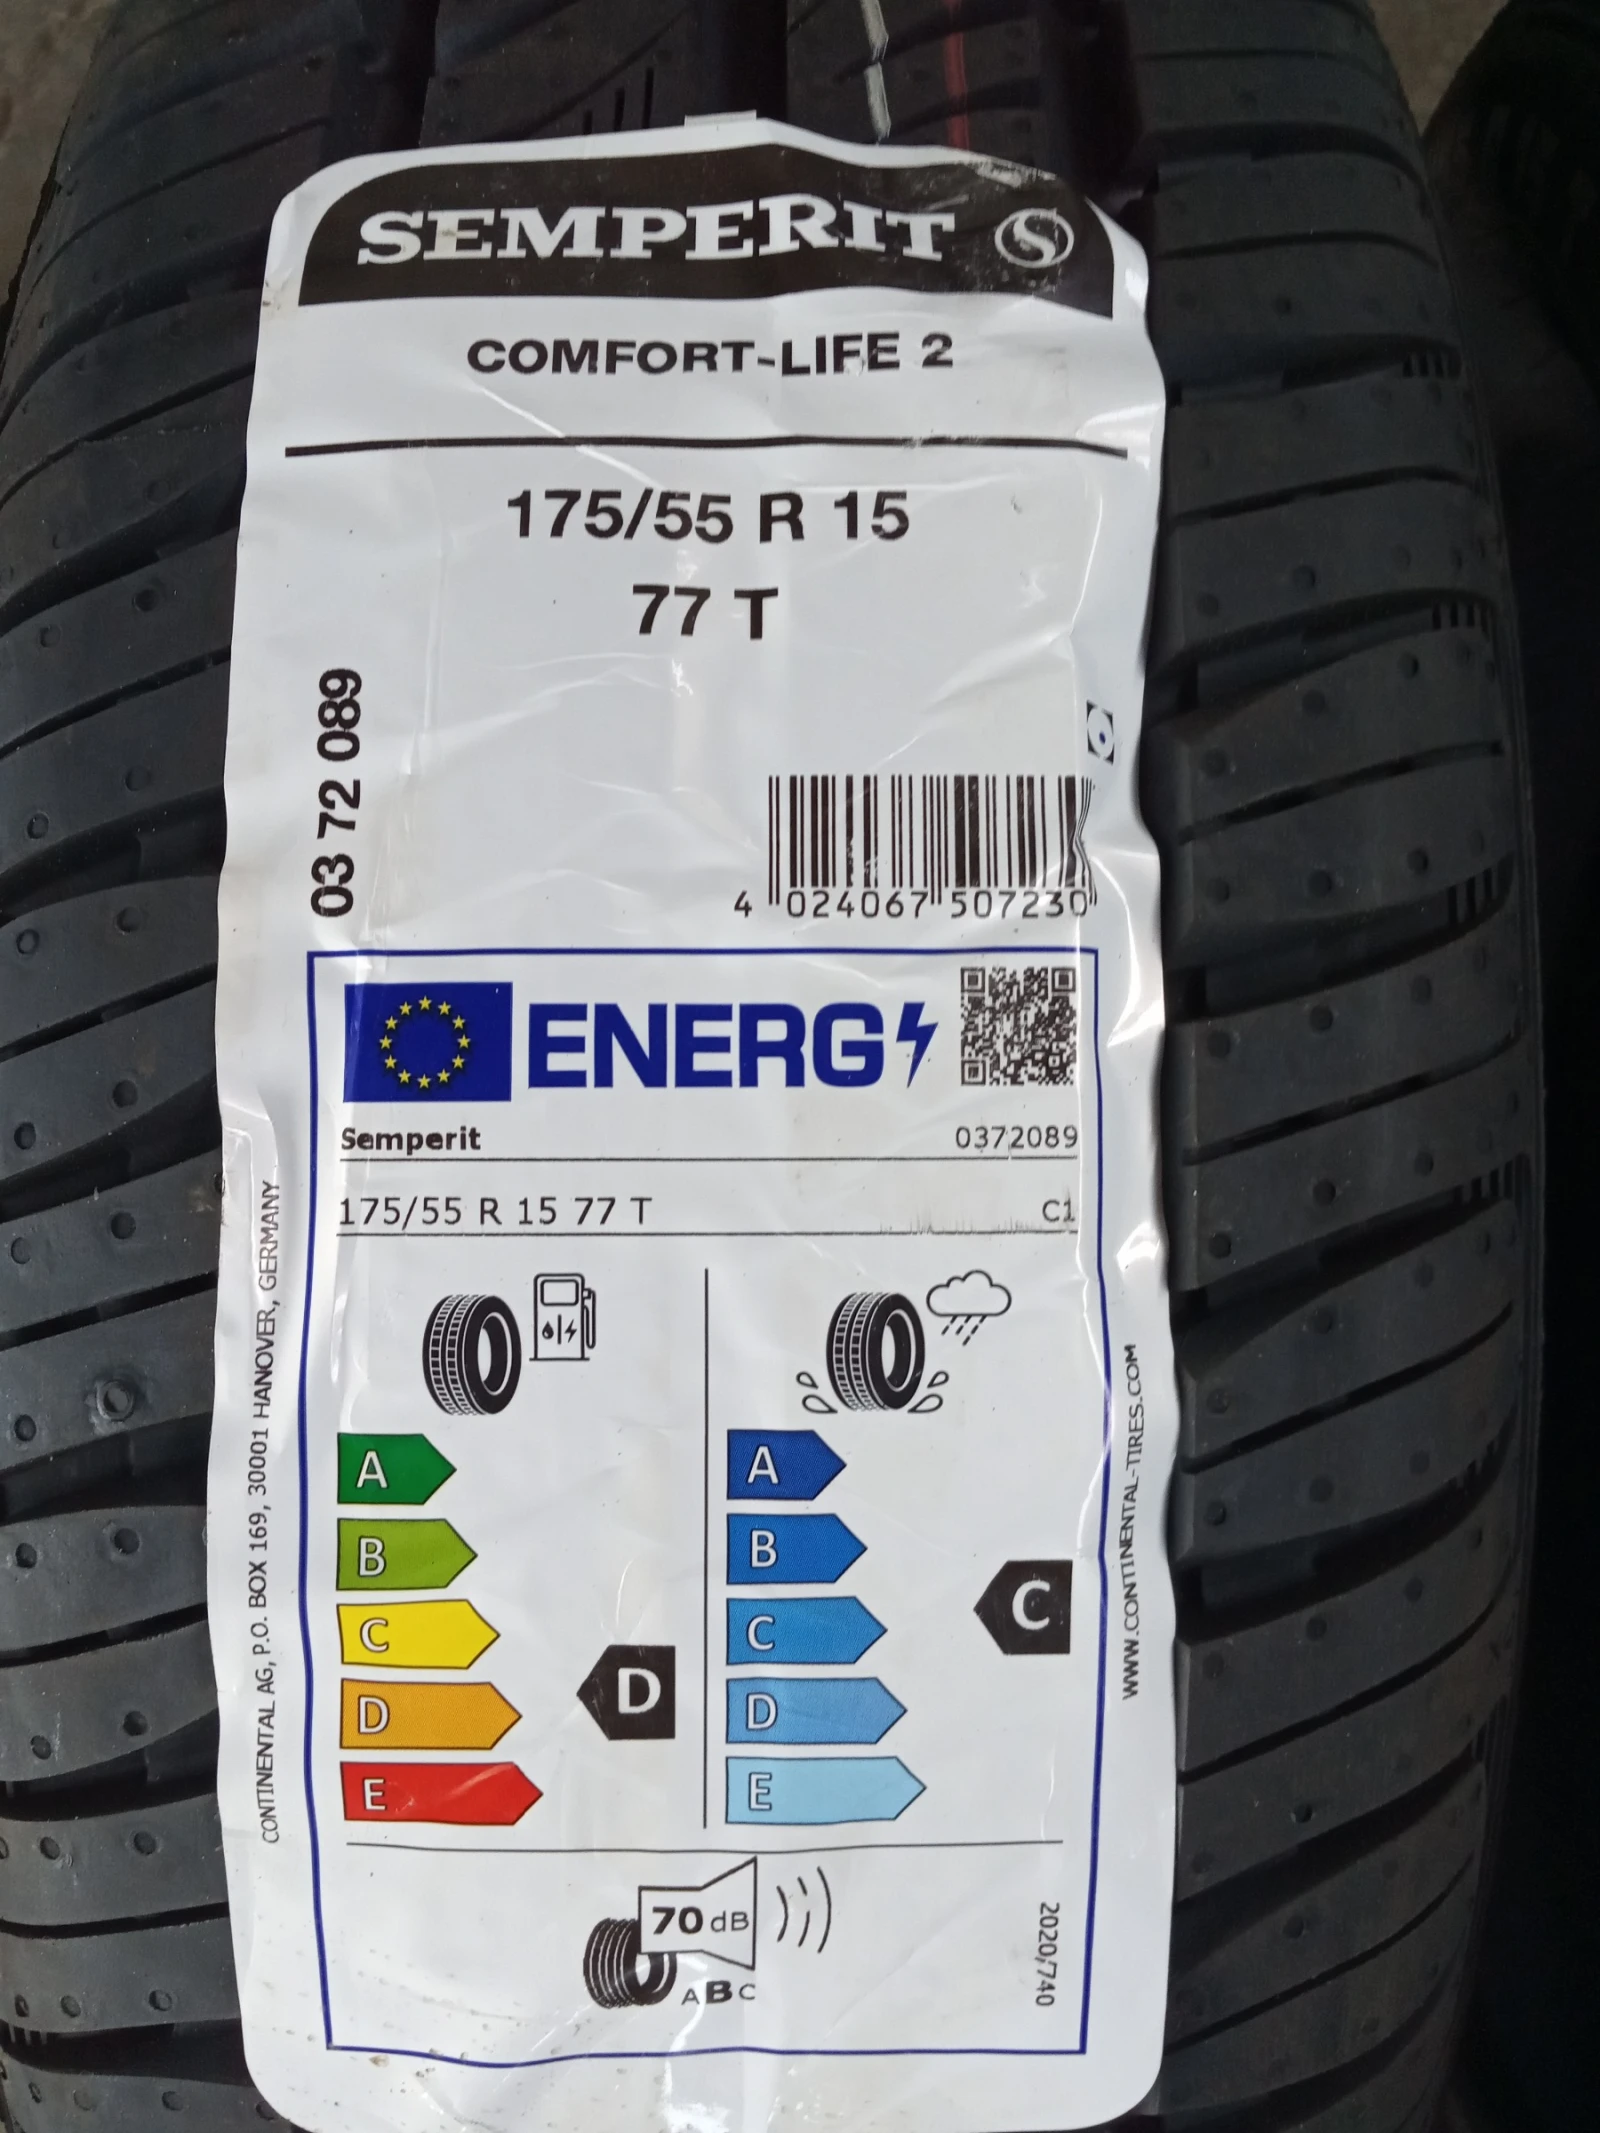 SEMPERIT
COMFORT-LIFE 2
175/55 R 15
77 T
03 72 089
4 024067 507230
ENERG
Semperit 0372089
175/55 R 15 77 T C1
A A
B B
C C C
D D D
E E
70 dB
ABC
2020/740
CONTINENTAL AG, P.O. BOX 169, 30001 HANOVER, GERMANY
WWW.CONTINENTAL-TIRES.COM